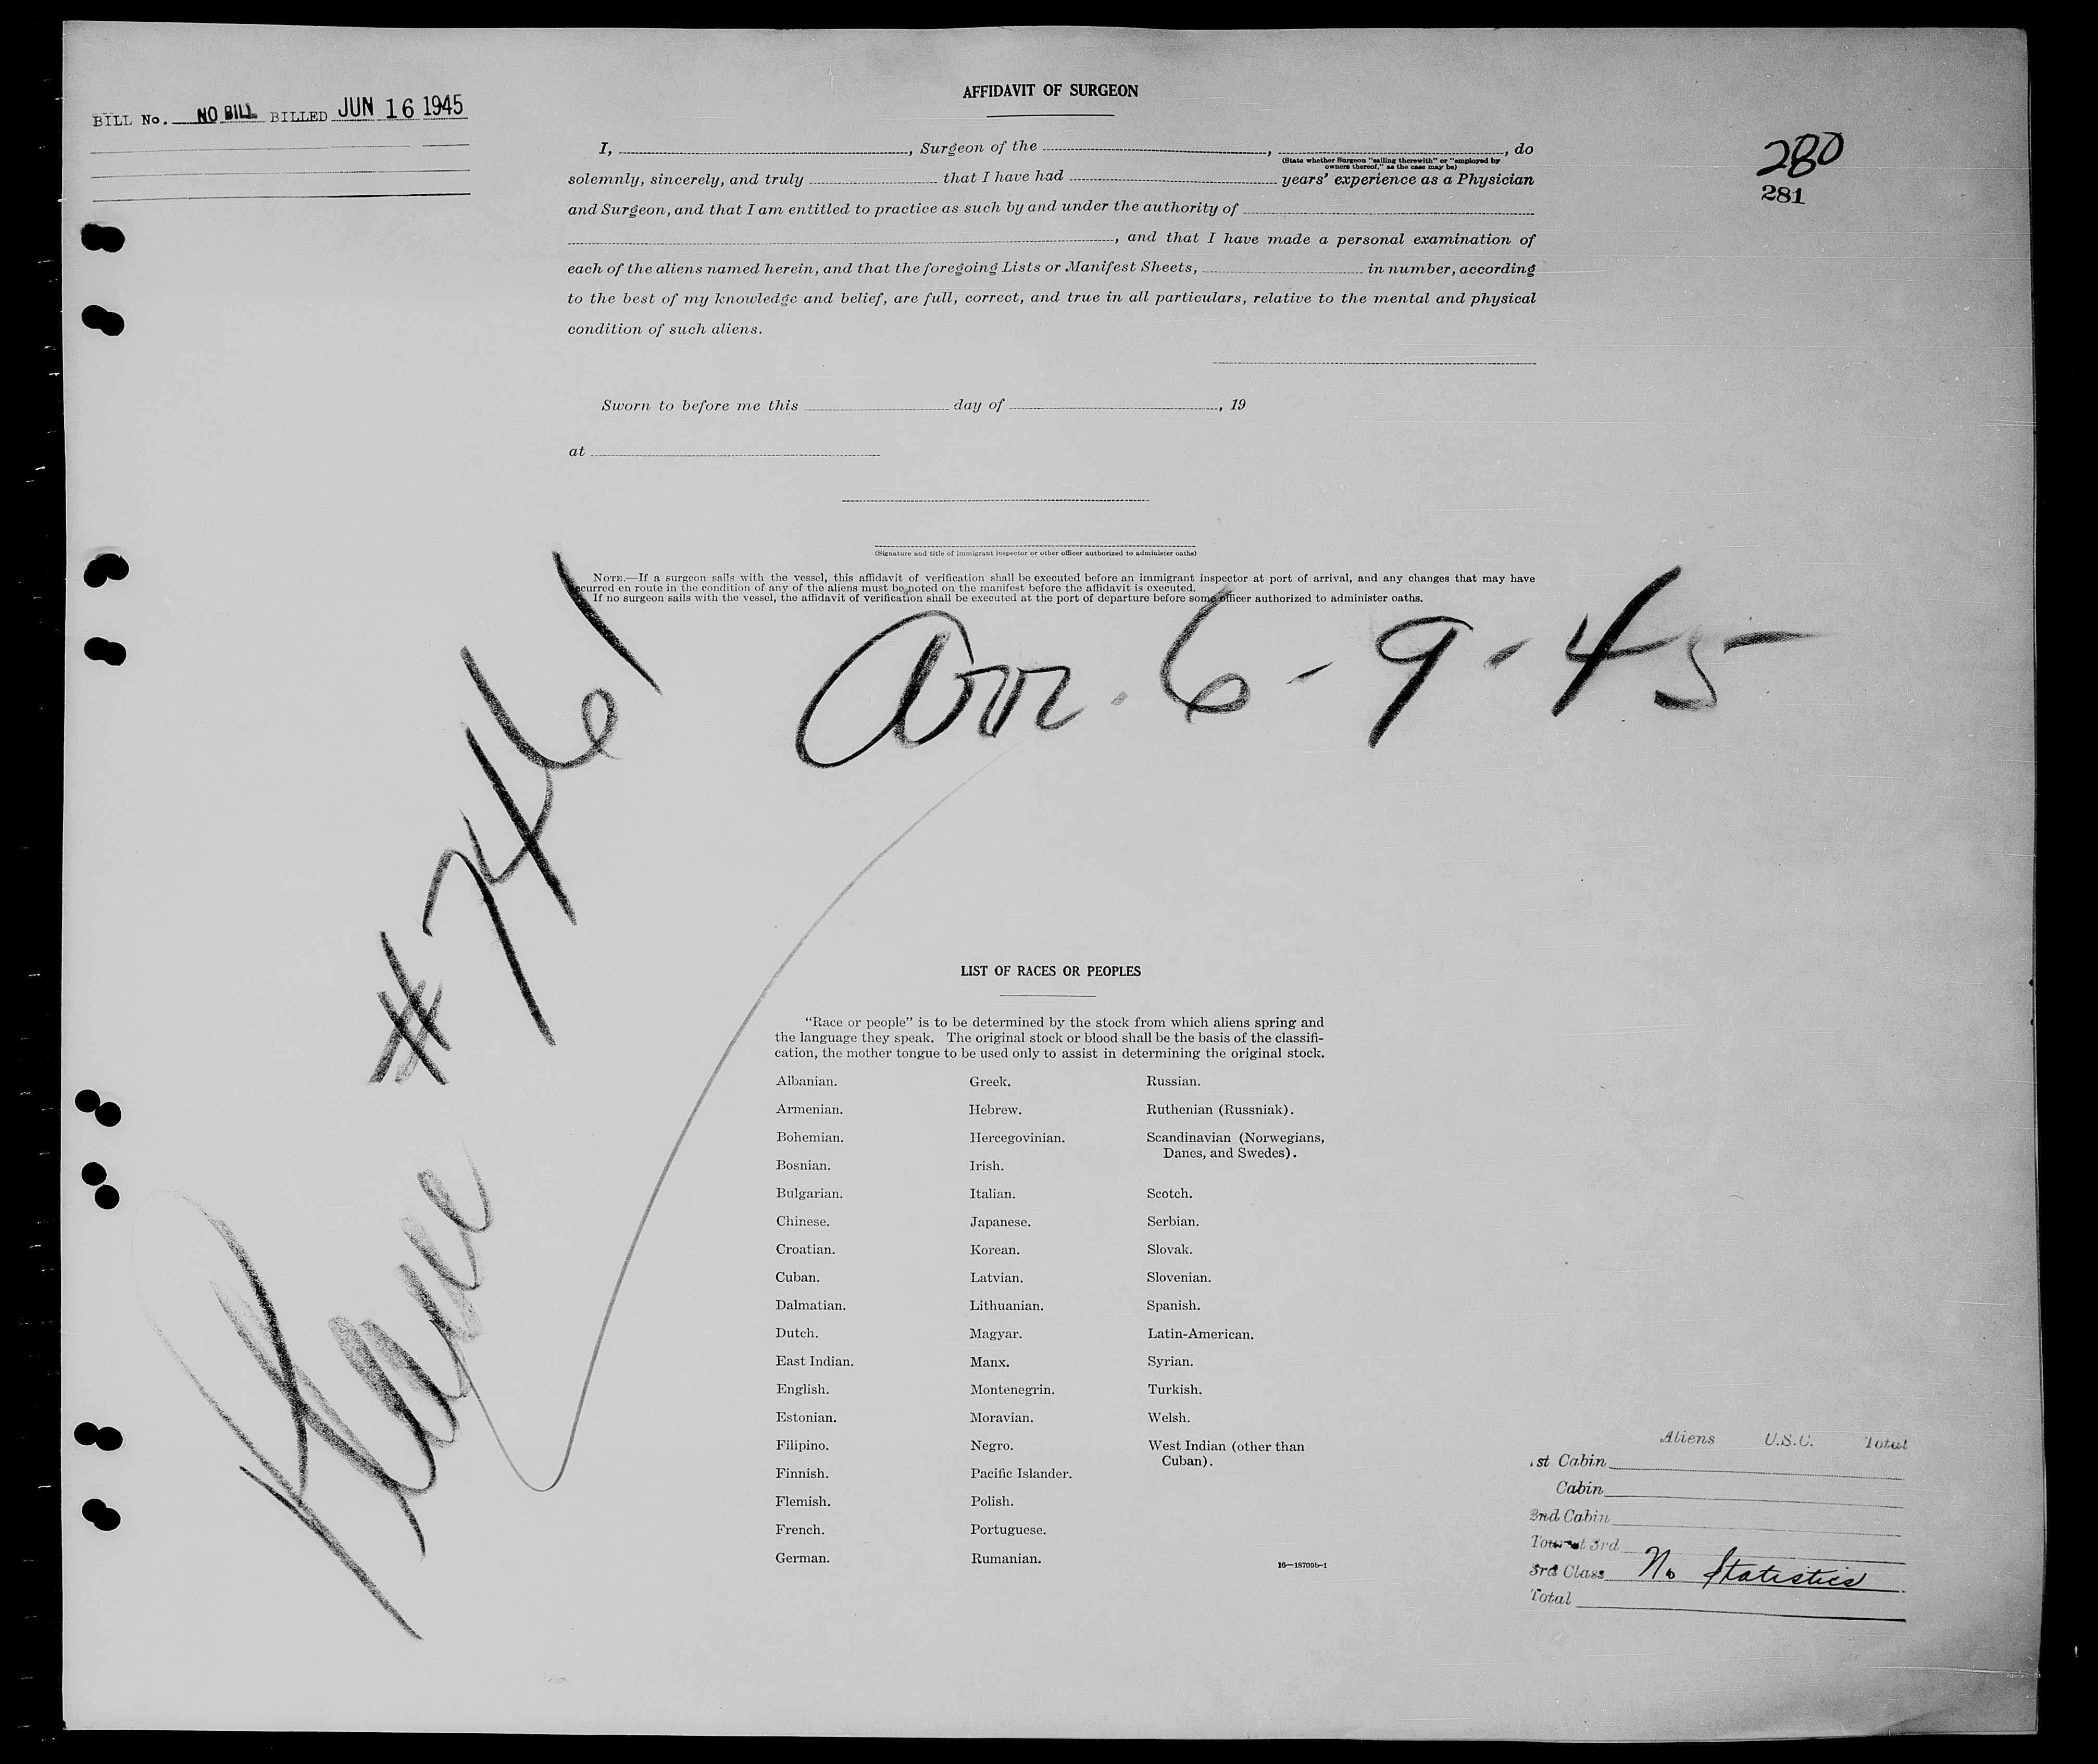 BILL No. NO BILL BILLED JUN 16 1945
280
281
AFFIDAVIT OF SURGEON
I, , Surgeon of the , , do
(State whether Surgeon "sailing therewith" or "employed by
owners thereof," as the case may be)
solemnly, sincerely, and truly that I have had years' experience as a Physician
and Surgeon, and that I am entitled to practice as such by and under the authority of
, and that I have made a personal examination of
each of the aliens named herein, and that the foregoing Lists or Manifest Sheets, in number, according
to the best of my knowledge and belief, are full, correct, and true in all particulars, relative to the mental and physical
condition of such aliens.
Sworn to before me this day of , 19
at
(Signature and title of immigrant inspector or other officer authorized to administer oaths)
NOTE.—If a surgeon sails with the vessel, this affidavit of verification shall be executed before an immigrant inspector at port of arrival, and any changes that may have
occurred en route in the condition of any of the aliens must be noted on the manifest before the affidavit is executed.
If no surgeon sails with the vessel, the affidavit of verification shall be executed at the port of departure before some officer authorized to administer oaths.
Arr. 6-9-45
Plane #7461
LIST OF RACES OR PEOPLES
"Race or people" is to be determined by the stock from which aliens spring and
the language they speak. The original stock or blood shall be the basis of the classifi-
cation, the mother tongue to be used only to assist in determining the original stock.
Albanian.
Armenian.
Bohemian.
Bosnian.
Bulgarian.
Chinese.
Croatian.
Cuban.
Dalmatian.
Dutch.
East Indian.
English.
Estonian.
Filipino.
Finnish.
Flemish.
French.
German.
Greek.
Hebrew.
Hercegovinian.
Irish.
Italian.
Japanese.
Korean.
Latvian.
Lithuanian.
Magyar.
Manx.
Montenegrin.
Moravian.
Negro.
Pacific Islander.
Polish.
Portuguese.
Rumanian.
Russian.
Ruthenian (Russniak).
Scandinavian (Norwegians,
Danes, and Swedes).
Scotch.
Serbian.
Slovak.
Slovenian.
Spanish.
Latin-American.
Syrian.
Turkish.
Welsh.
West Indian (other than
Cuban).
16—18700b-1
Aliens U.S.C. Total
1st Cabin
Cabin
2nd Cabin
Tourist 3rd
3rd Class No Statistics
Total